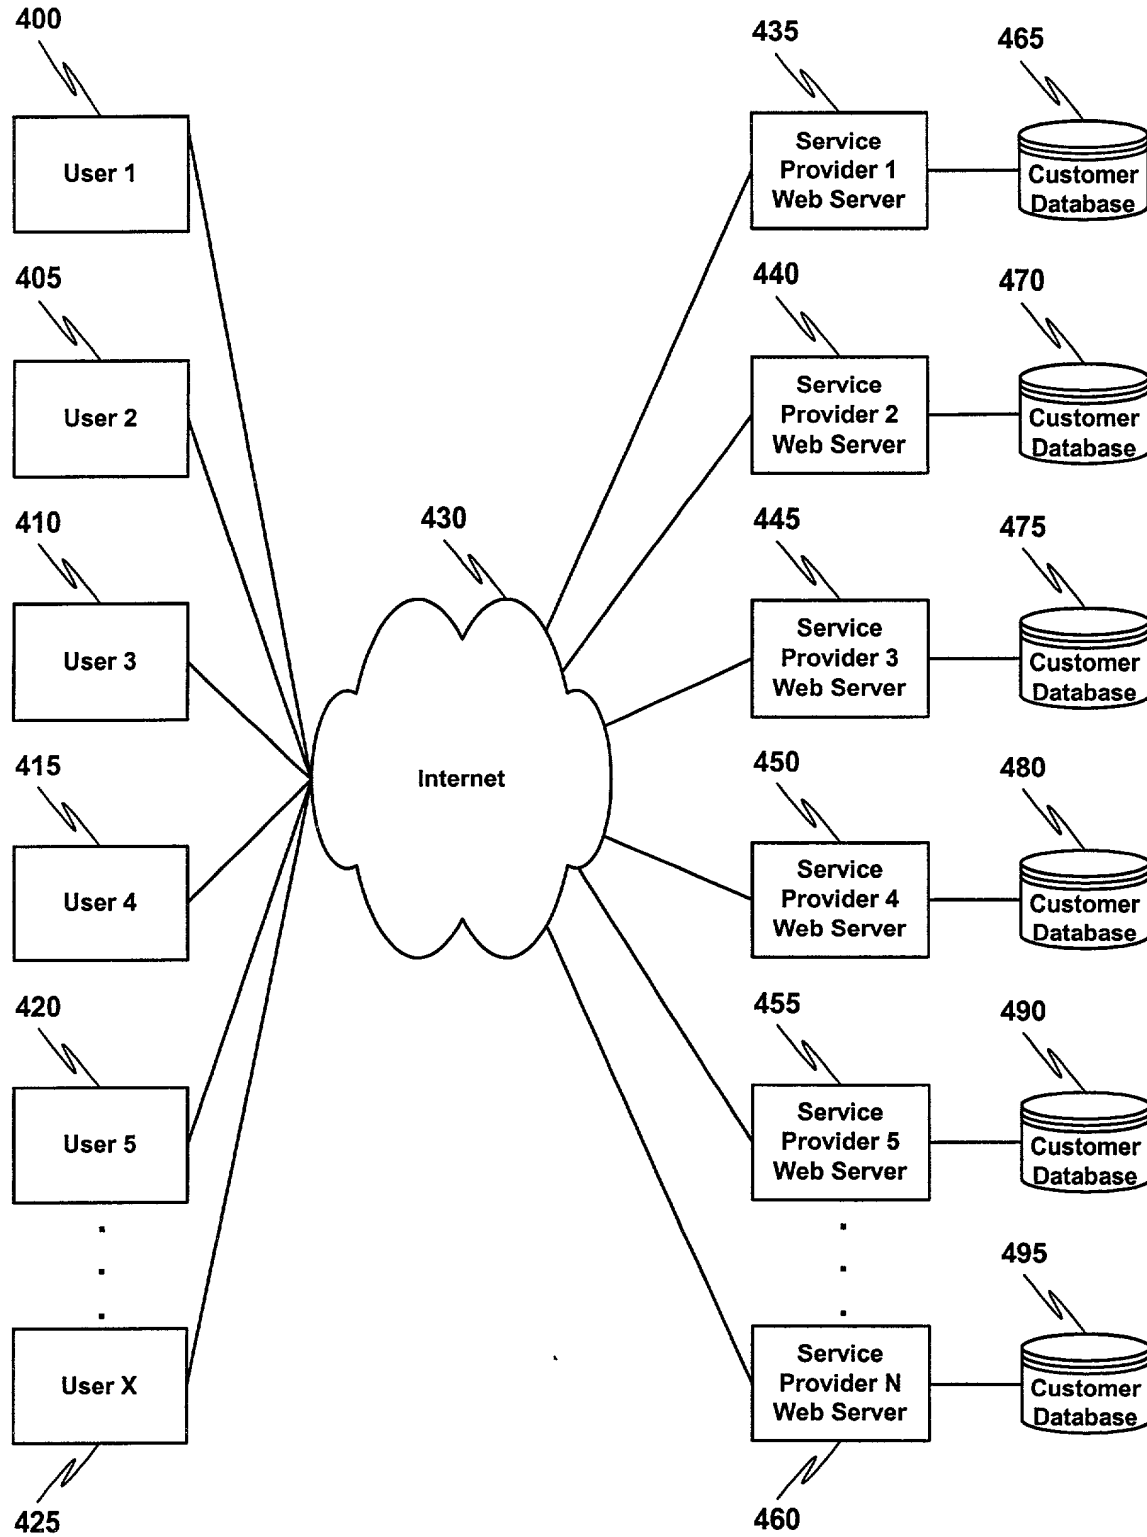 400
User 1
405
User 2
410
User 3
415
User 4
420
User 5
User X
425
430
Internet
435
Service
Provider 1
Web Server
440
Service
Provider 2
Web Server
445
Service
Provider 3
Web Server
450
Service
Provider 4
Web Server
455
Service
Provider 5
Web Server
Service
Provider N
Web Server
460
465
Customer
Database
470
Customer
Database
475
Customer
Database
480
Customer
Database
490
Customer
Database
495
Customer
Database